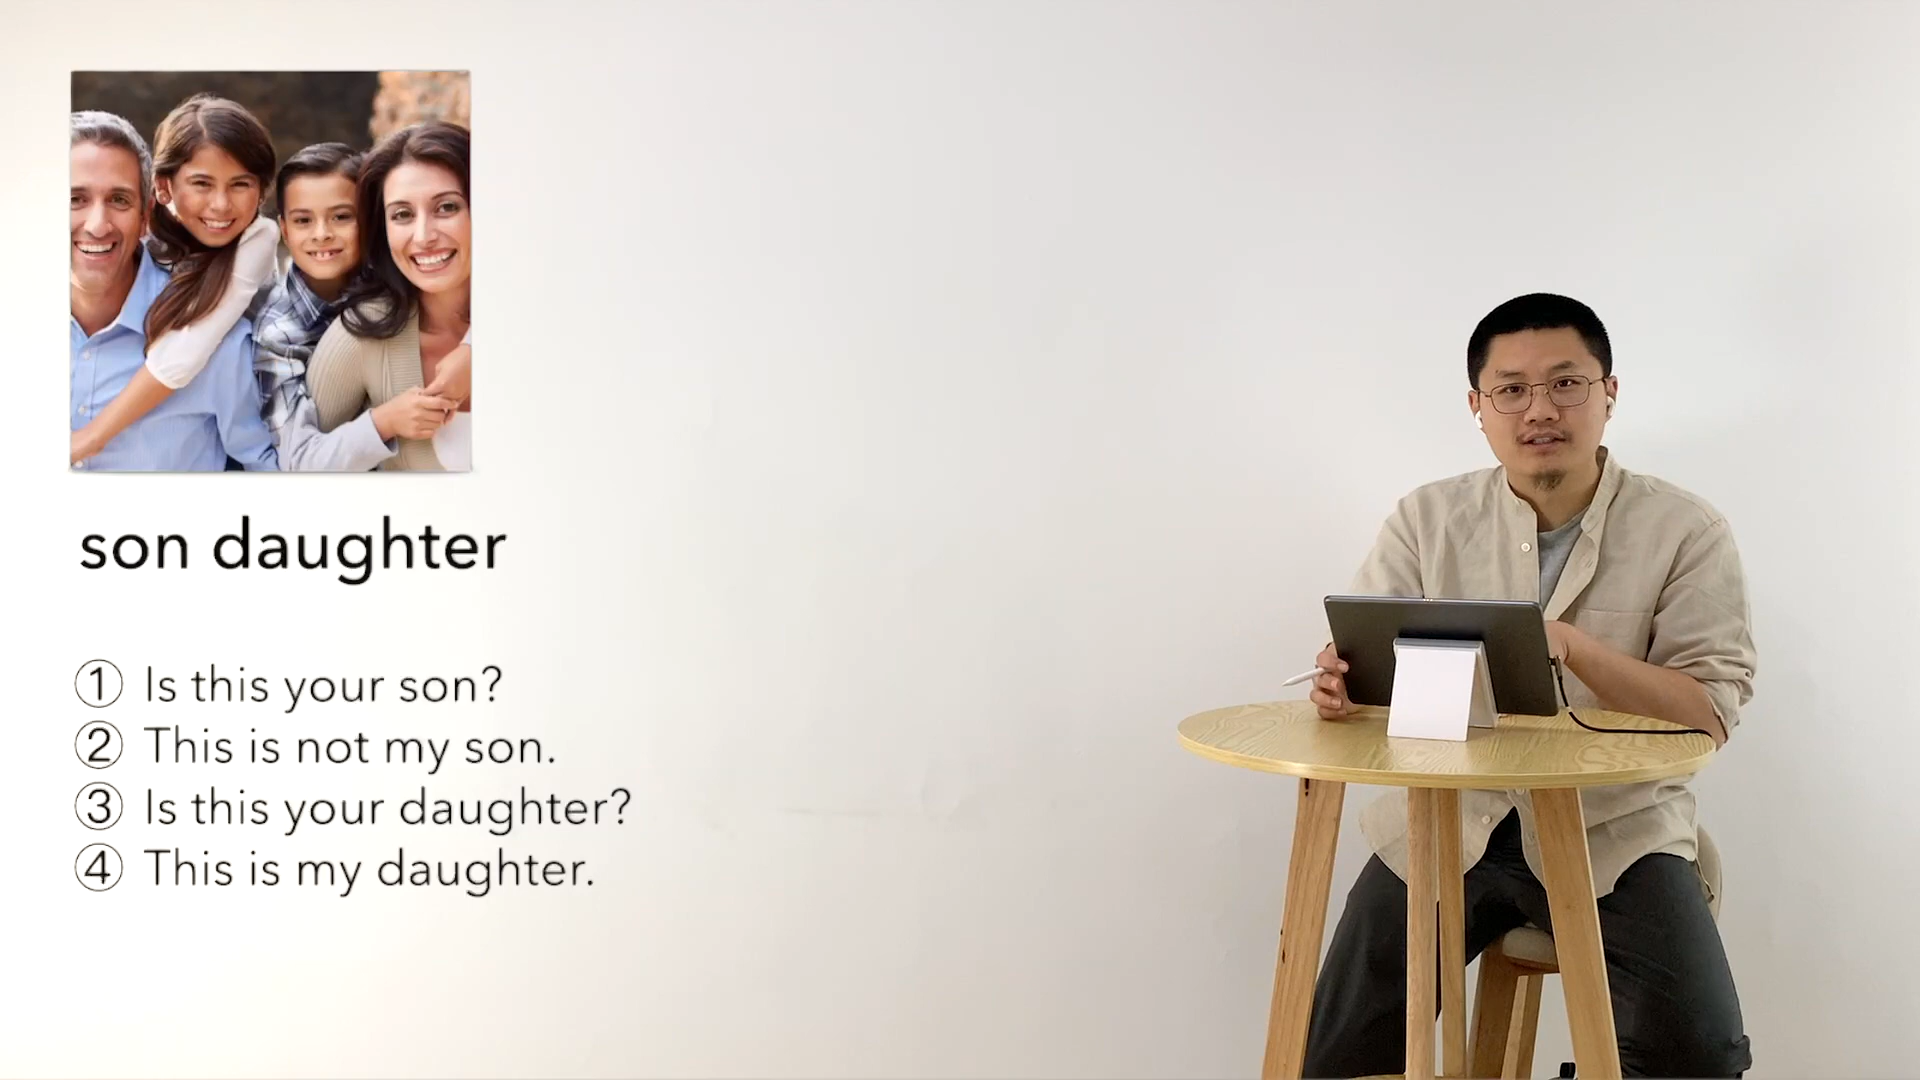 son daughter
① Is this your son?
② This is not my son.
③ Is this your daughter?
④ This is my daughter.